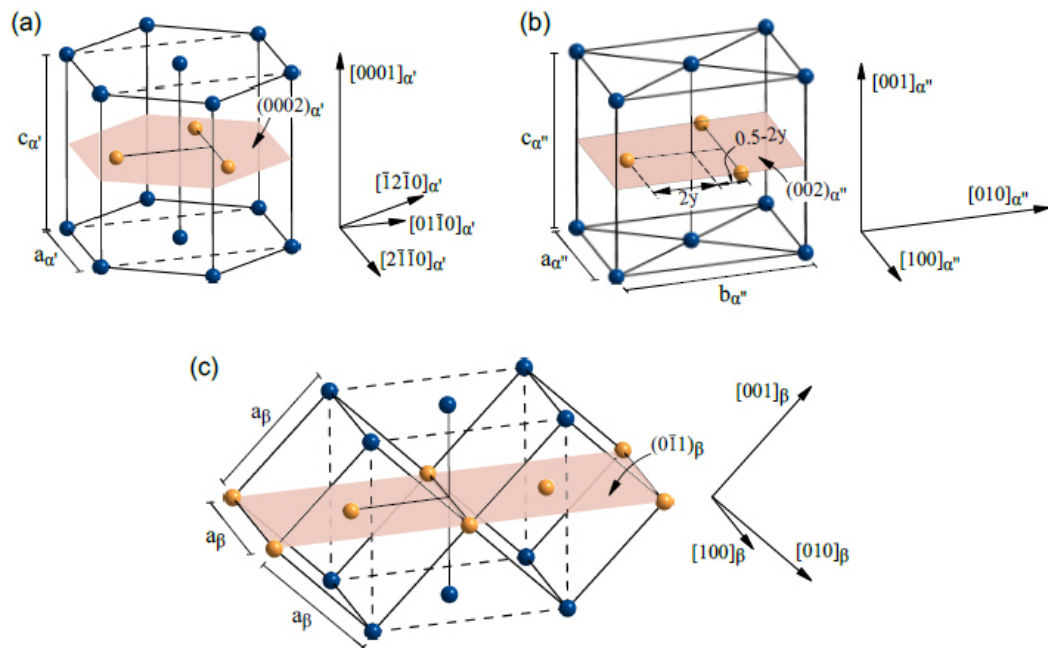 (a)
[0001]α'
(0002)α'
cα'
[1̄21̄0]α'
[011̄0]α'
[21̄1̄0]α'
aα'
(b)
[001]α"
cα"
0.5-2y
(002)α"
2y
[010]α"
[100]α"
aα"
bα"
(c)
aβ
[001]β
(01̄1)β
aβ
[100]β
[010]β
aβ